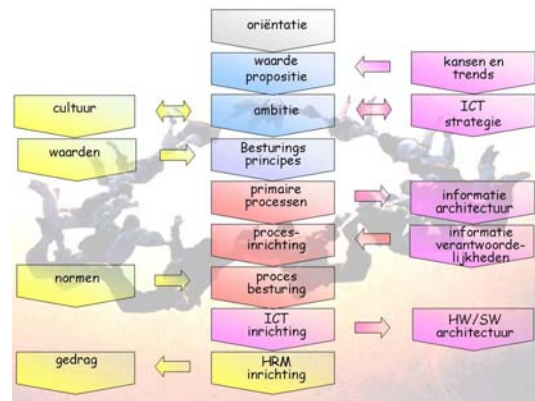 oriëntatie
waarde
propositie
kansen en
trends
cultuur
ambitie
ICT
strategie
waarden
Besturings
principes
primaire
processen
informatie
architectuur
proces-
inrichting
informatie
verantwoorde-
lijkheden
normen
proces
besturing
ICT
inrichting
HW/SW
architectuur
gedrag
HRM
inrichting